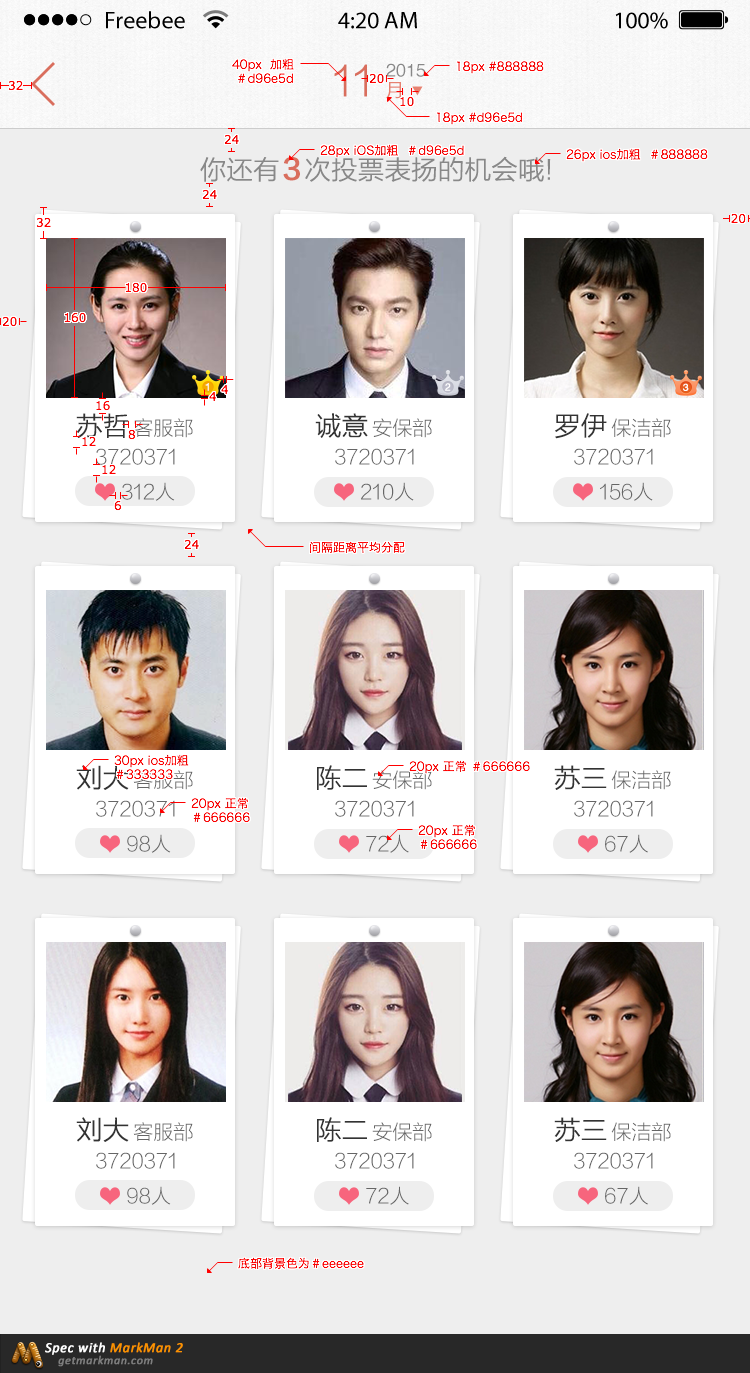 Freebee 4:20 AM 100%
40px 加粗
#d96e5d
11
2015
月
18px #888888
18px #d96e5d
20
10
32
24
28px iOS加粗 #d96e5d
26px ios加粗 #888888
你还有3次投票表扬的机会哦!
24
32
20
180
160
20
1
2
3
4
4
16
苏哲 客服部
诚意 安保部
罗伊 保洁部
8
12
3720371
3720371
3720371
12
312人
210人
156人
6
24
间隔距离平均分配
30px ios加粗
#333333
刘大 客服部
20px 正常 #666666
陈二 安保部
苏三 保洁部
3720371
3720371
3720371
20px 正常
#666666
20px 正常
#666666
98人
72人
67人
刘大 客服部
陈二 安保部
苏三 保洁部
3720371
3720371
3720371
98人
72人
67人
底部背景色为#eeeeee
Spec with MarkMan 2
getmarkman.com